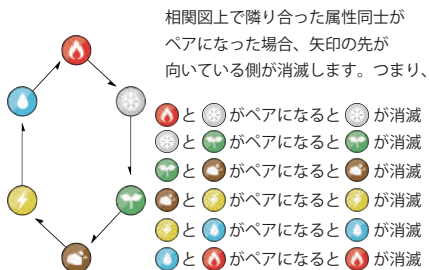 相関図上で隣り合った属性同士が
ペアになった場合、矢印の先が
向いている側が消滅します。つまり、
と がペアになると が消滅
と がペアになると が消滅
と がペアになると が消滅
と がペアになると が消滅
と がペアになると が消滅
と がペアになると が消滅